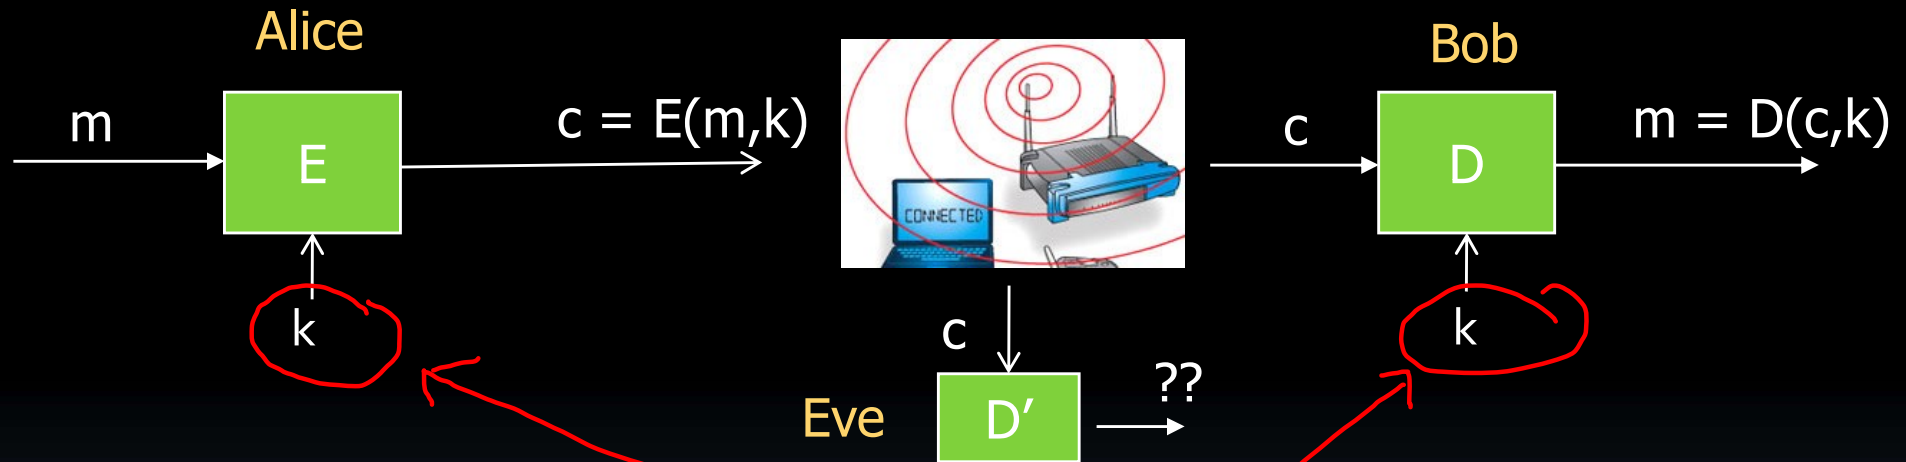 Alice
Bob
m
E
c = E(m,k)
c
D
m = D(c,k)
CONNECTED
k
k
c
Eve
D′
??